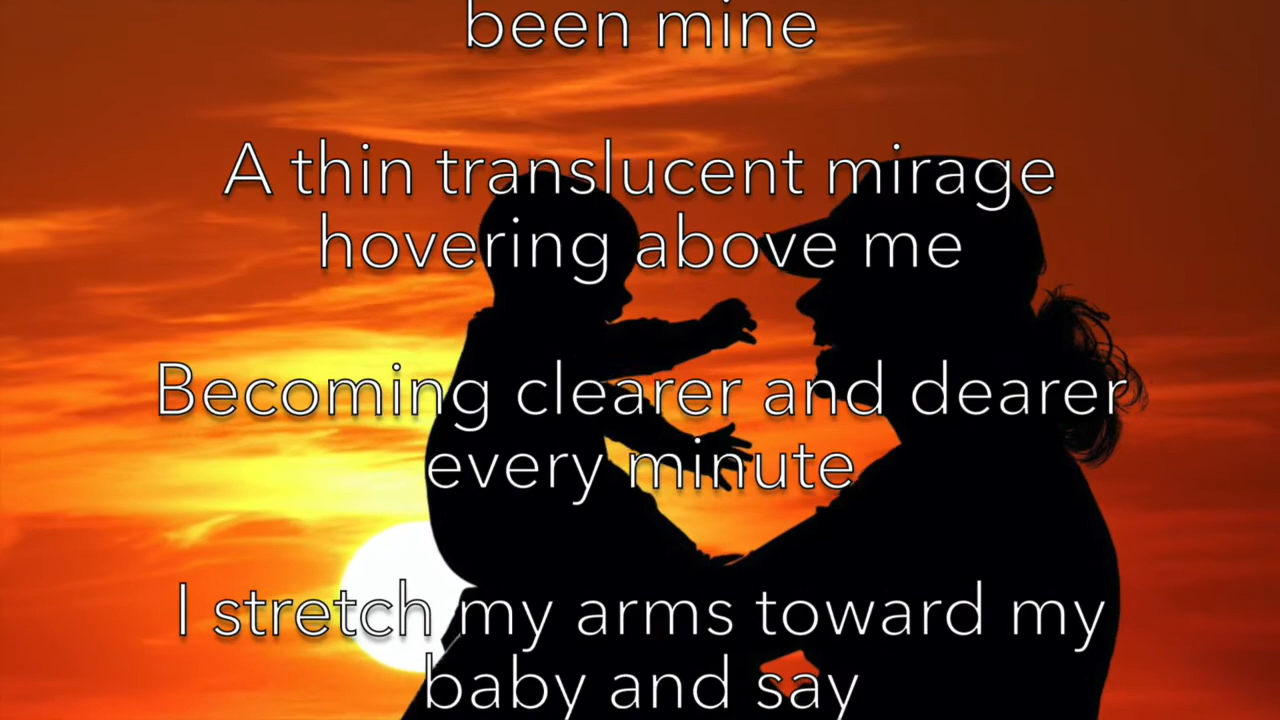 been mine
A thin translucent mirage
hovering above me
Becoming clearer and dearer
every minute
I stretch my arms toward my
baby and say